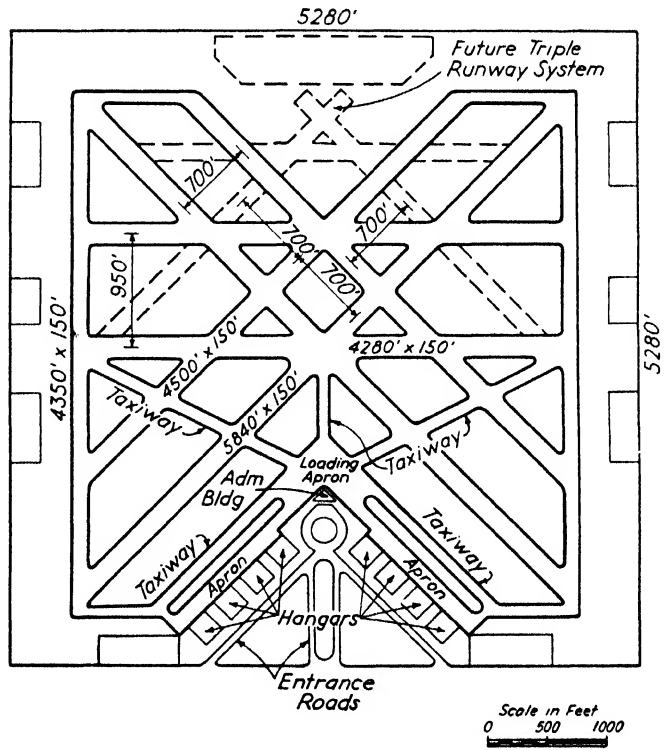 5280'
Future Triple
Runway System
700'
700'
700'
700'
950'
4350' x 150'
5280'
4500' x 150'
4280' x 150'
5840' x 150'
Taxiway
Taxiway
Loading
Apron
Adm
Bldg
Taxiway
Apron
Taxiway
Apron
Hangars
Entrance
Roads
Scale in Feet
0 500 1000